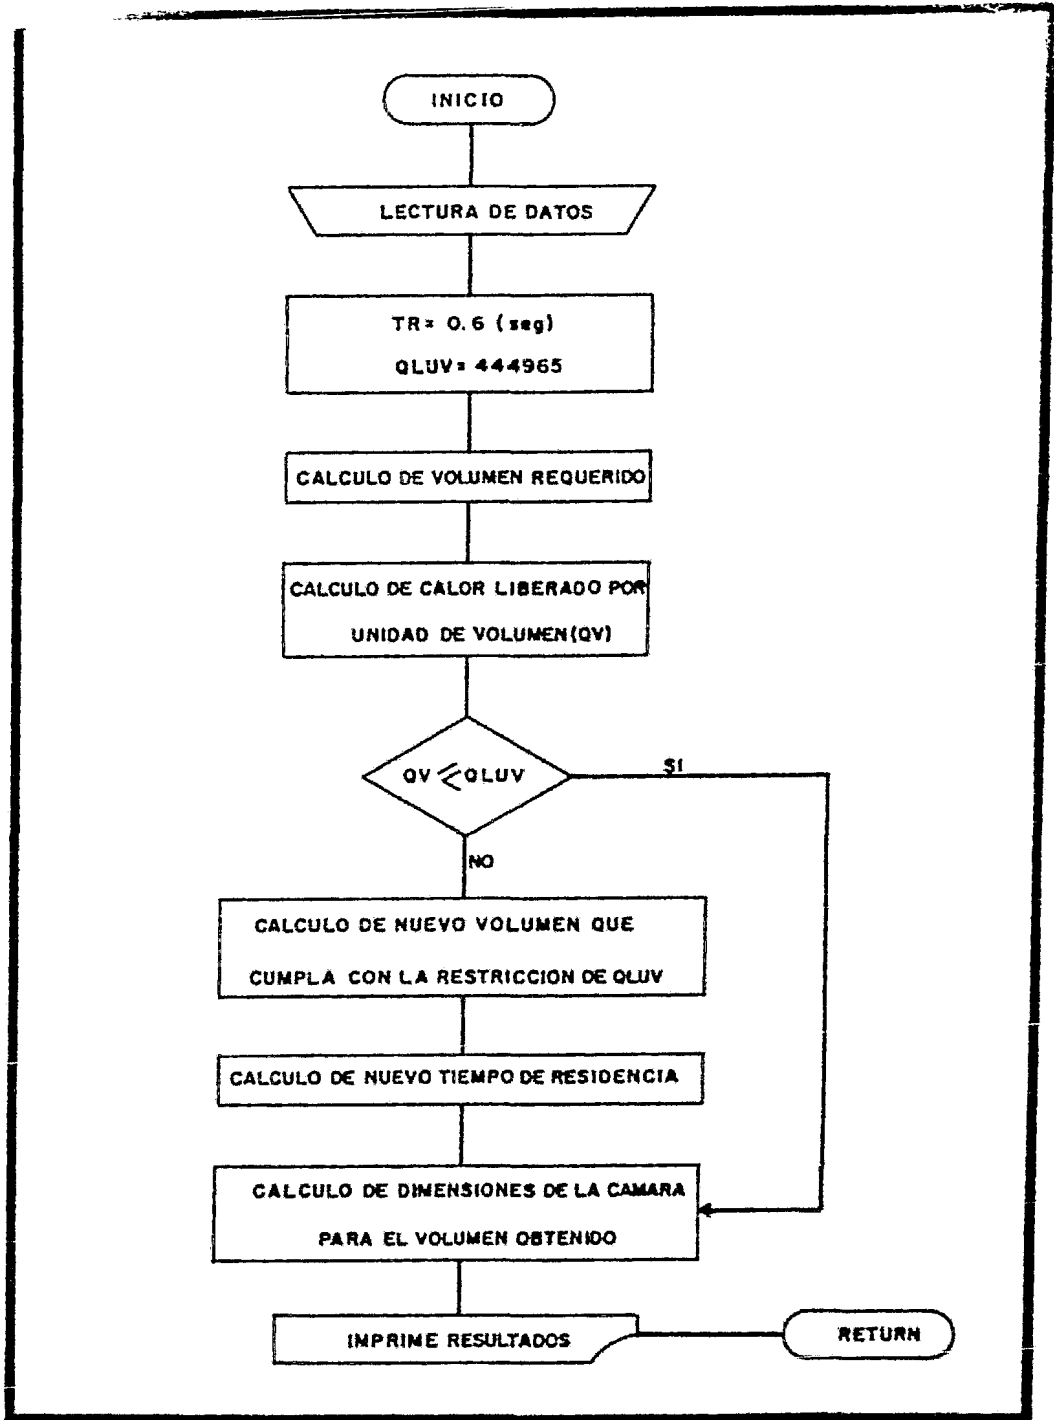 INICIO
LECTURA DE DATOS
TR= 0.6 (seg)
QLUV= 444965
CALCULO DE VOLUMEN REQUERIDO
CALCULO DE CALOR LIBERADO POR
UNIDAD DE VOLUMEN(QV)
QV ≤ QLUV
SI
NO
CALCULO DE NUEVO VOLUMEN QUE
CUMPLA CON LA RESTRICCION DE QLUV
CALCULO DE NUEVO TIEMPO DE RESIDENCIA
CALCULO DE DIMENSIONES DE LA CAMARA
PARA EL VOLUMEN OBTENIDO
IMPRIME RESULTADOS
RETURN